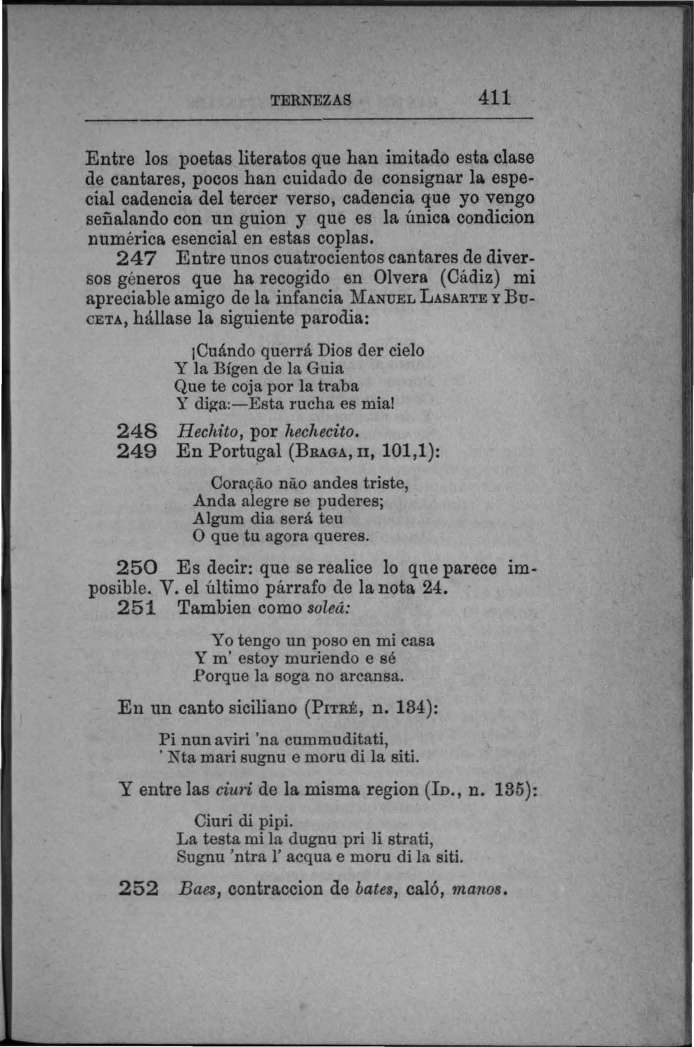 TERNEZAS 411
Entre los poetas literatos que han imitado esta clase
de cantares, pocos han cuidado de consignar la espe-
cial cadencia del tercer verso, cadencia que yo vengo
señalando con un guion y que es la única condicion
numérica esencial en estas coplas.
247 Entre unos cuatrocientos cantares de diver-
sos géneros que ha recogido en Olvera (Cádiz) mi
apreciable amigo de la infancia MANUEL LASARTE Y BU-
CETA, hállase la siguiente parodia:
¡Cuándo querrá Dios der cielo
Y la Bígen de la Guia
Que te coja por la traba
Y diga:—Esta rucha es mia!
248 Hechito, por hechecito.
249 En Portugal (BRAGA, II, 101,1):
Coração não andes triste,
Anda alegre se puderes;
Algum dia será teu
O que tu agora queres.
250 Es decir: que se realice lo que parece im-
posible. V. el último párrafo de la nota 24.
251 Tambien como soleá:
Yo tengo un poso en mi casa
Y m' estoy muriendo e sé
Porque la soga no arcansa.
En un canto siciliano (PITRÉ, n. 134):
Pi nun aviri 'na cummuditati,
'Nta mari sugnu e moru di la siti.
Y entre las ciuri de la misma region (ID., n. 135):
Ciuri di pipi.
La testa mi la dugnu pri li strati,
Sugnu 'ntra l' acqua e moru di la siti.
252 Baes, contraccion de bates, caló, manos.